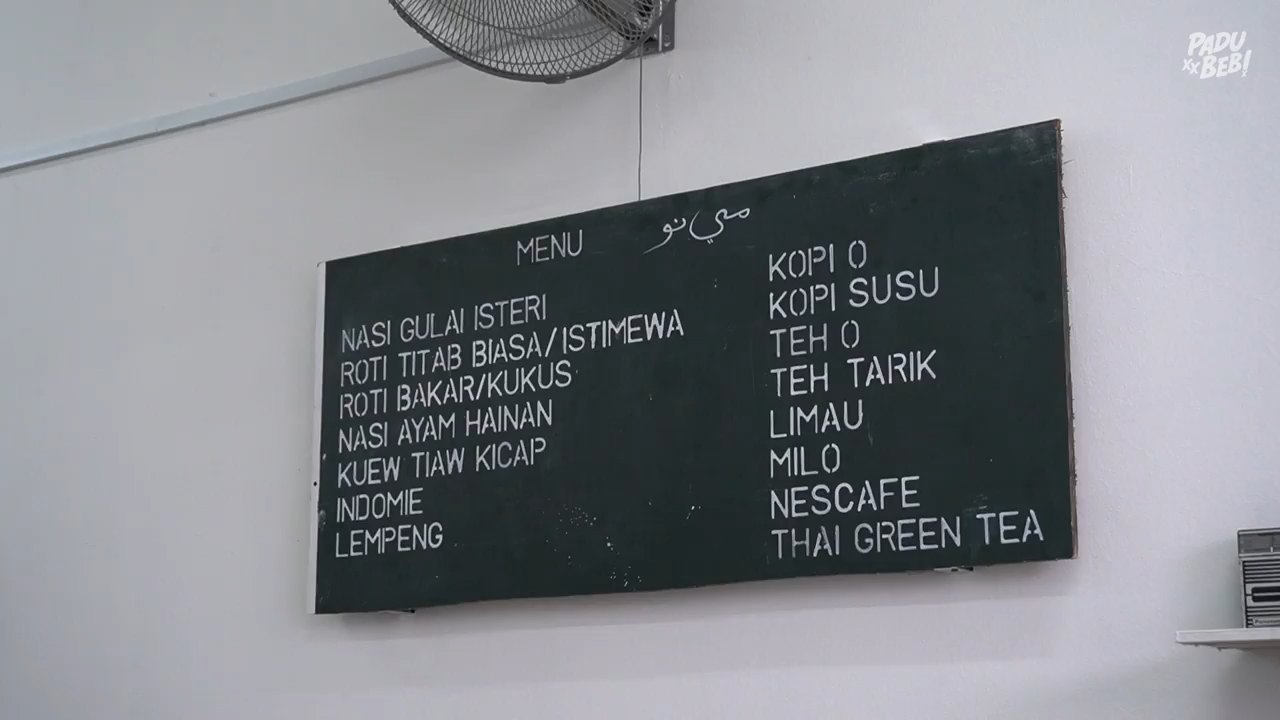 PADU
xx BEB! x
MENU مي نو
NASI GULAI ISTERI
ROTI TITAB BIASA/ISTIMEWA
ROTI BAKAR/KUKUS
NASI AYAM HAINAN
KUEW TIAW KICAP
INDOMIE
LEMPENG
KOPI O
KOPI SUSU
TEH O
TEH TARIK
LIMAU
MILO
NESCAFE
THAI GREEN TEA